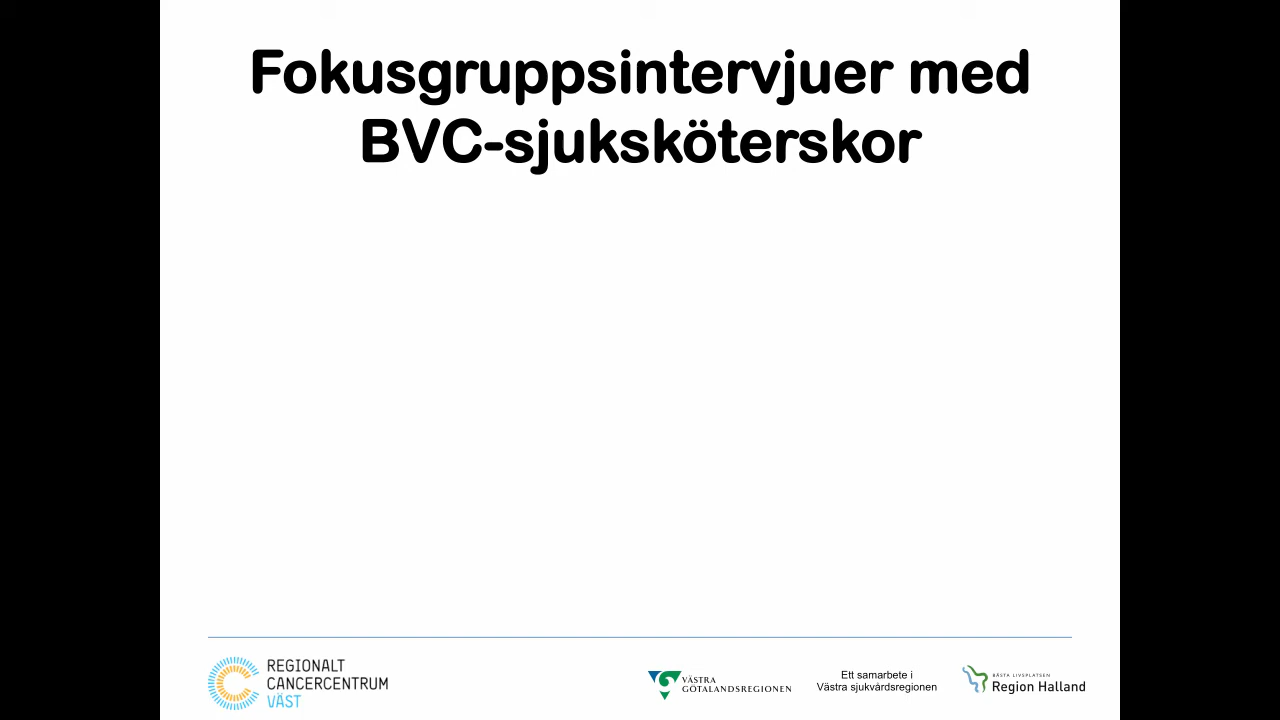 Fokusgruppsintervjuer med
BVC-sjuksköterskor
REGIONALT
CANCERCENTRUM
VÄST
VÄSTRA
GÖTALANDSREGIONEN
Ett samarbete i
Västra sjukvårdsregionen
BÄSTA LIVSPLATSEN
Region Halland